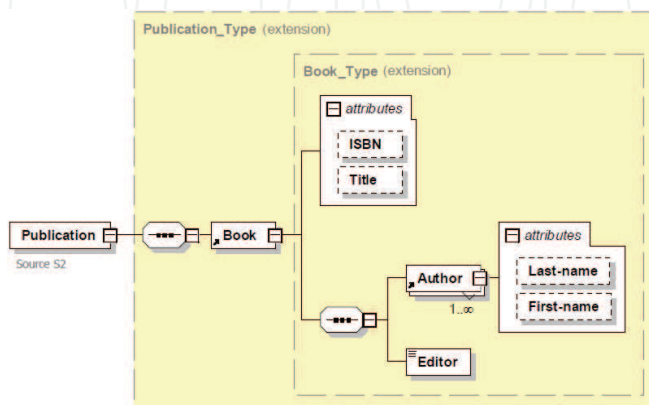 Publication_Type (extension)
Book_Type (extension)
attributes
ISBN
Title
Publication
Book
Source S2
attributes
Author
Last-name
1..∞
First-name
Editor